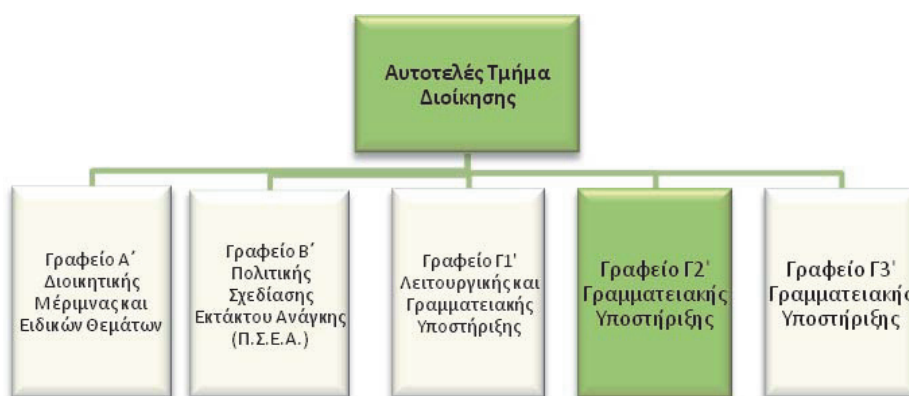 Αυτοτελές Τμήμα
Διοίκησης
Γραφείο Α΄
Διοικητικής
Μέριμνας και
Ειδικών Θεμάτων
Γραφείο Β΄
Πολιτικής
Σχεδίασης
Εκτάκτου Ανάγκης
(Π.Σ.Ε.Α.)
Γραφείο Γ1'
Λειτουργικής και
Γραμματειακής
Υποστήριξης
Γραφείο Γ2'
Γραμματειακής
Υποστήριξης
Γραφείο Γ3'
Γραμματειακής
Υποστήριξης